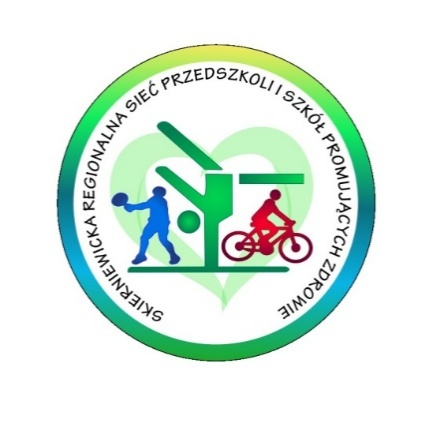 SKIERNIEWICKA REGIONALNA SIEĆ PRZEDSZKOLI I SZKÓŁ PROMUJĄCYCH ZDROWIE